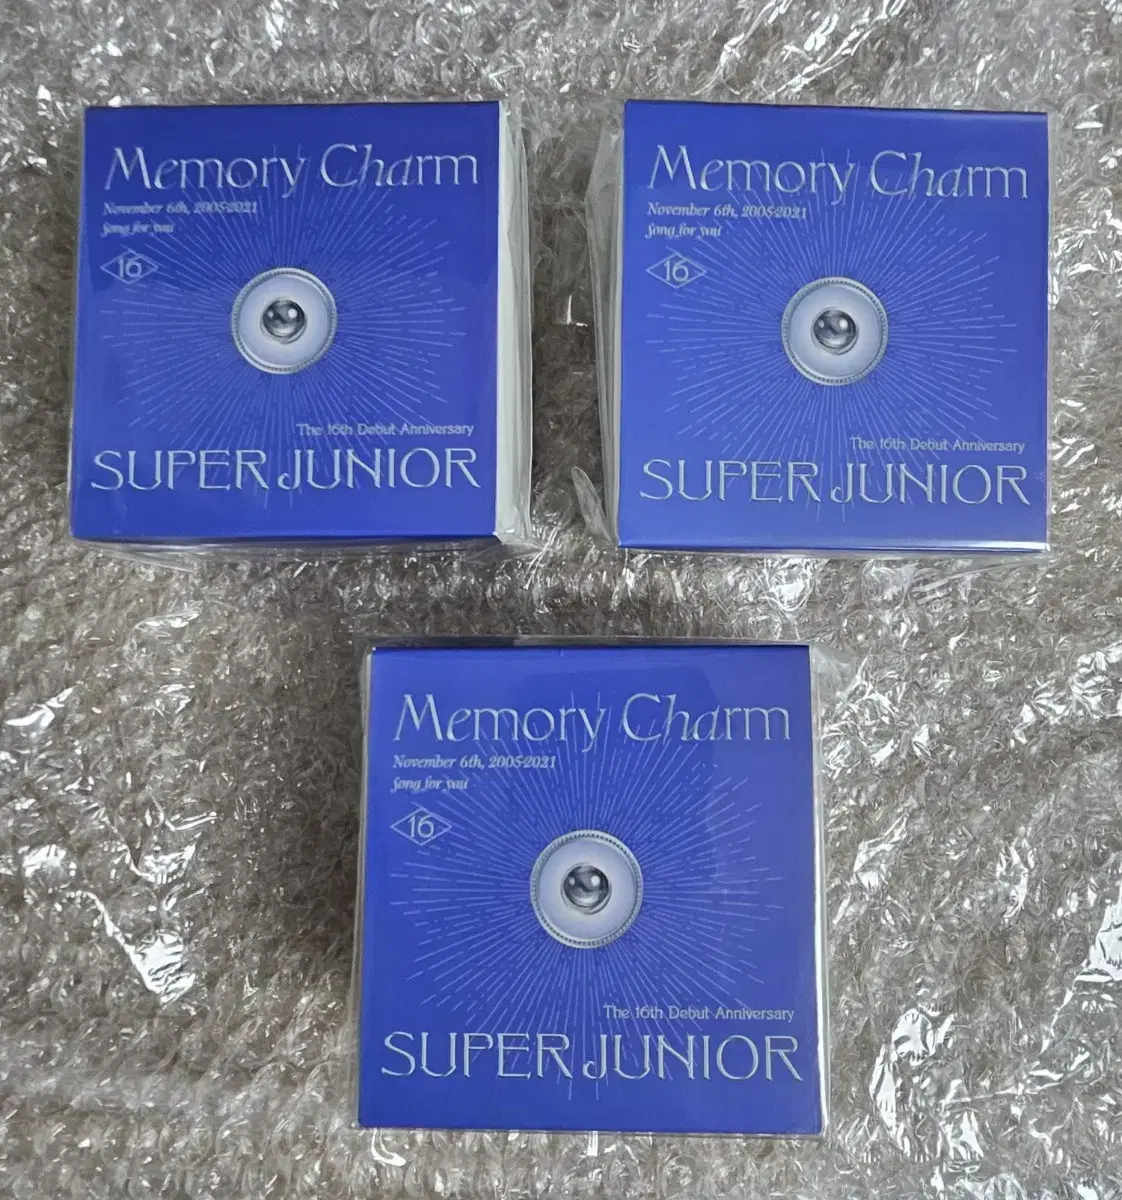 Memory Charm
November 6th, 2005-2021
Song for you
16
The 16th Debut Anniversary
SUPER JUNIOR
Memory Charm
November 6th, 2005-2021
Song for you
16
The 16th Debut Anniversary
SUPER JUNIOR
Memory Charm
November 6th, 2005-2021
Song for you
16
The 16th Debut Anniversary
SUPER JUNIOR